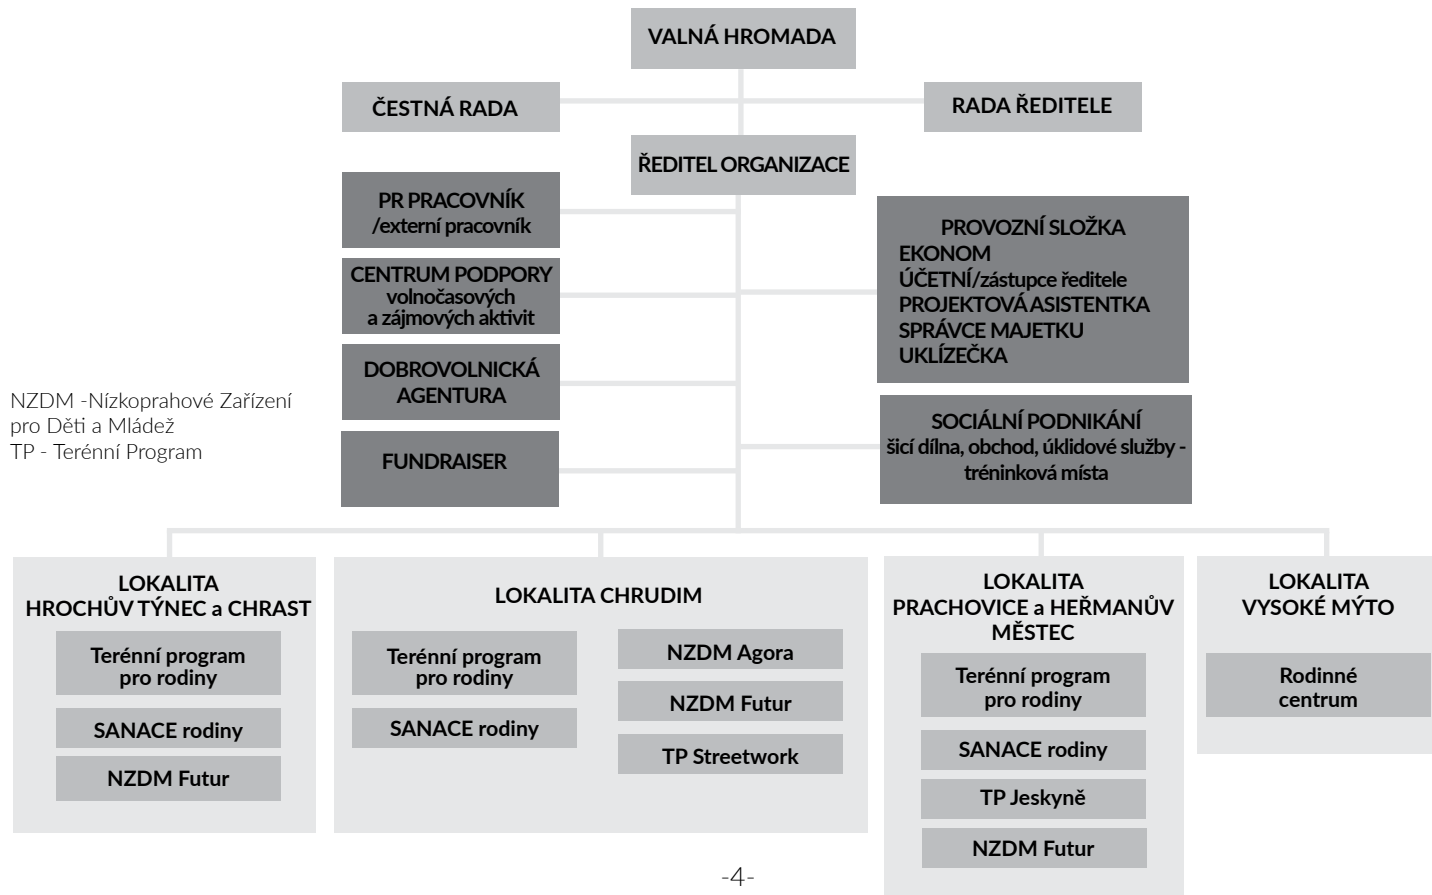 VALNÁ HROMADA
ČESTNÁ RADA
RADA ŘEDITELE
ŘEDITEL ORGANIZACE
PR PRACOVNÍK
/externí pracovník
CENTRUM PODPORY
volnočasových
a zájmových aktivit
DOBROVOLNICKÁ
AGENTURA
FUNDRAISER
PROVOZNÍ SLOŽKA
EKONOM
ÚČETNÍ/zástupce ředitele
PROJEKTOVÁ ASISTENTKA
SPRÁVCE MAJETKU
UKLÍZEČKA
SOCIÁLNÍ PODNIKÁNÍ
šicí dílna, obchod, úklidové služby -
tréninková místa
NZDM -Nízkoprahové Zařízení
pro Děti a Mládež
TP - Terénní Program
LOKALITA
HROCHŮV TÝNEC a CHRAST
Terénní program
pro rodiny
SANACE rodiny
NZDM Futur
LOKALITA CHRUDIM
Terénní program
pro rodiny
SANACE rodiny
NZDM Agora
NZDM Futur
TP Streetwork
LOKALITA
PRACHOVICE a HEŘMANŮV
MĚSTEC
Terénní program
pro rodiny
SANACE rodiny
TP Jeskyně
NZDM Futur
LOKALITA
VYSOKÉ MÝTO
Rodinné
centrum
-4-